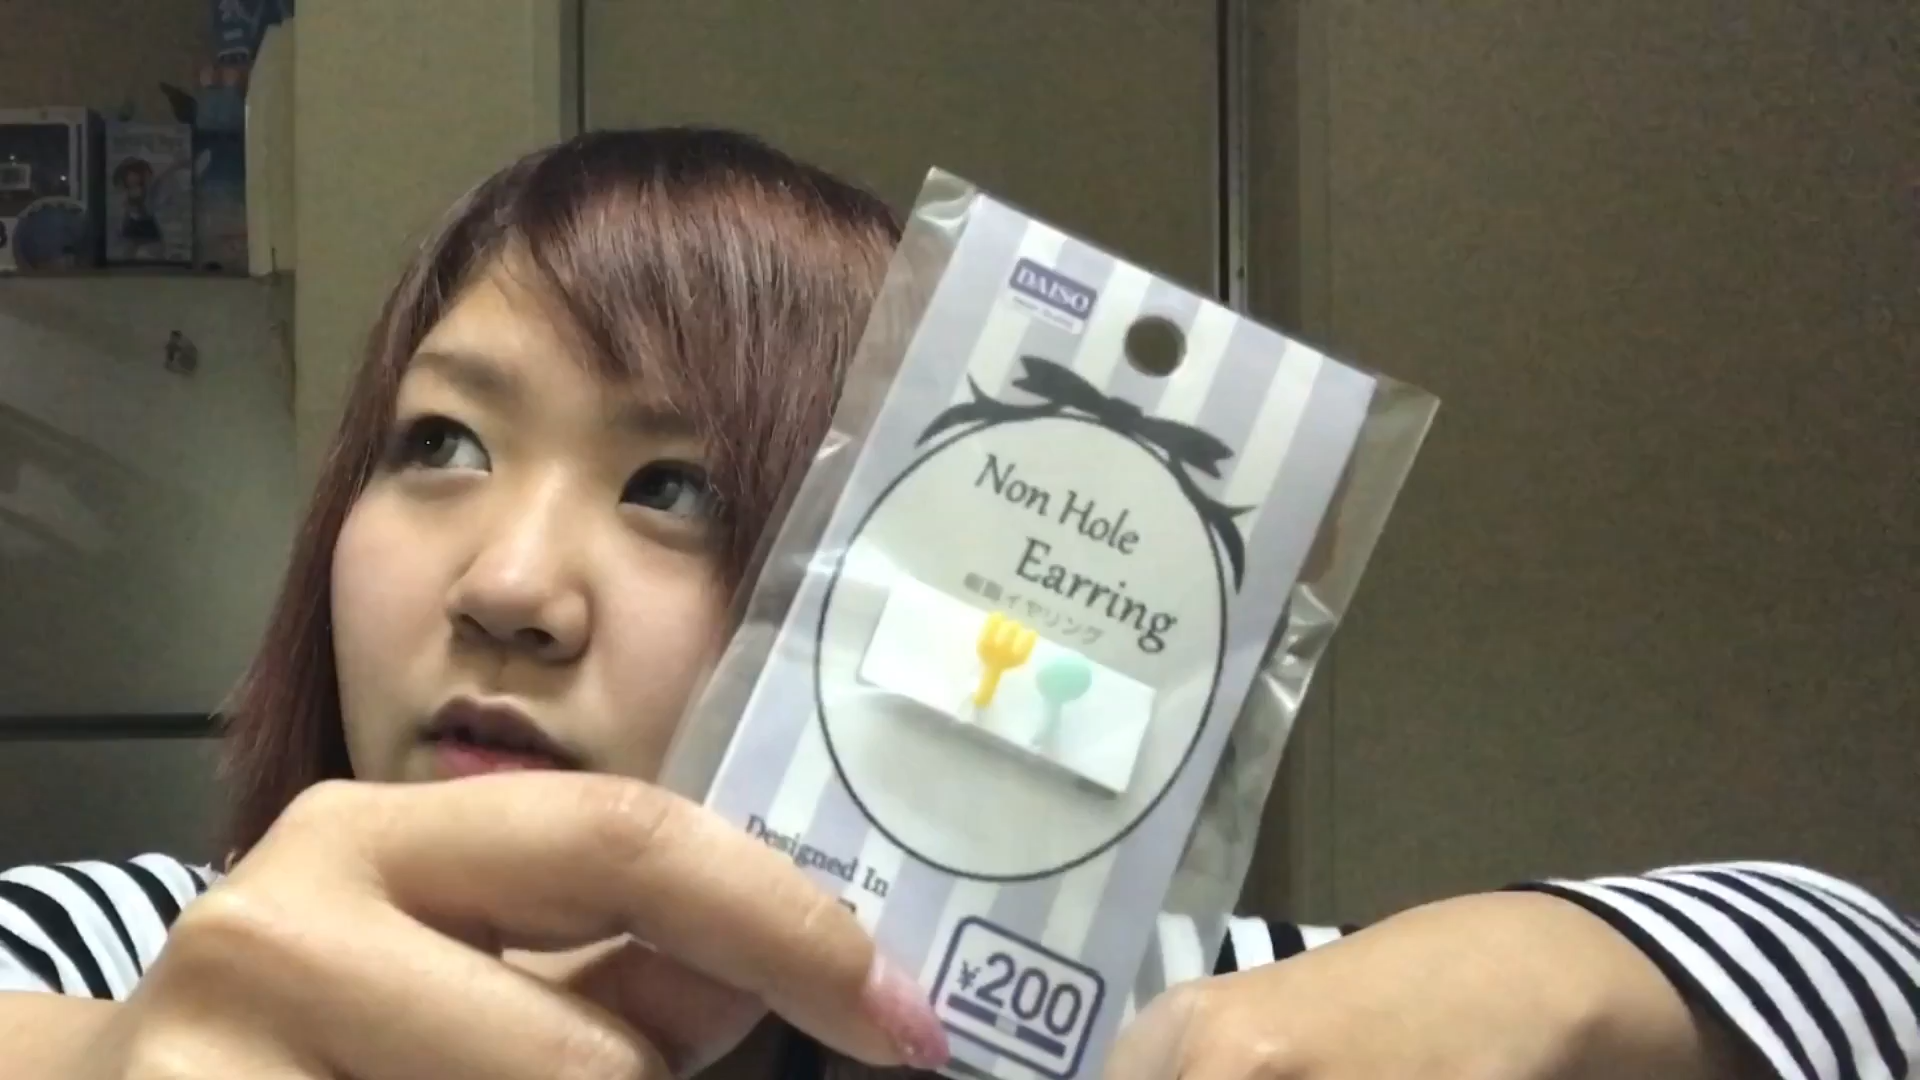 DAISO
Non Hole
Earring
樹脂イヤリング
Designed In
¥200